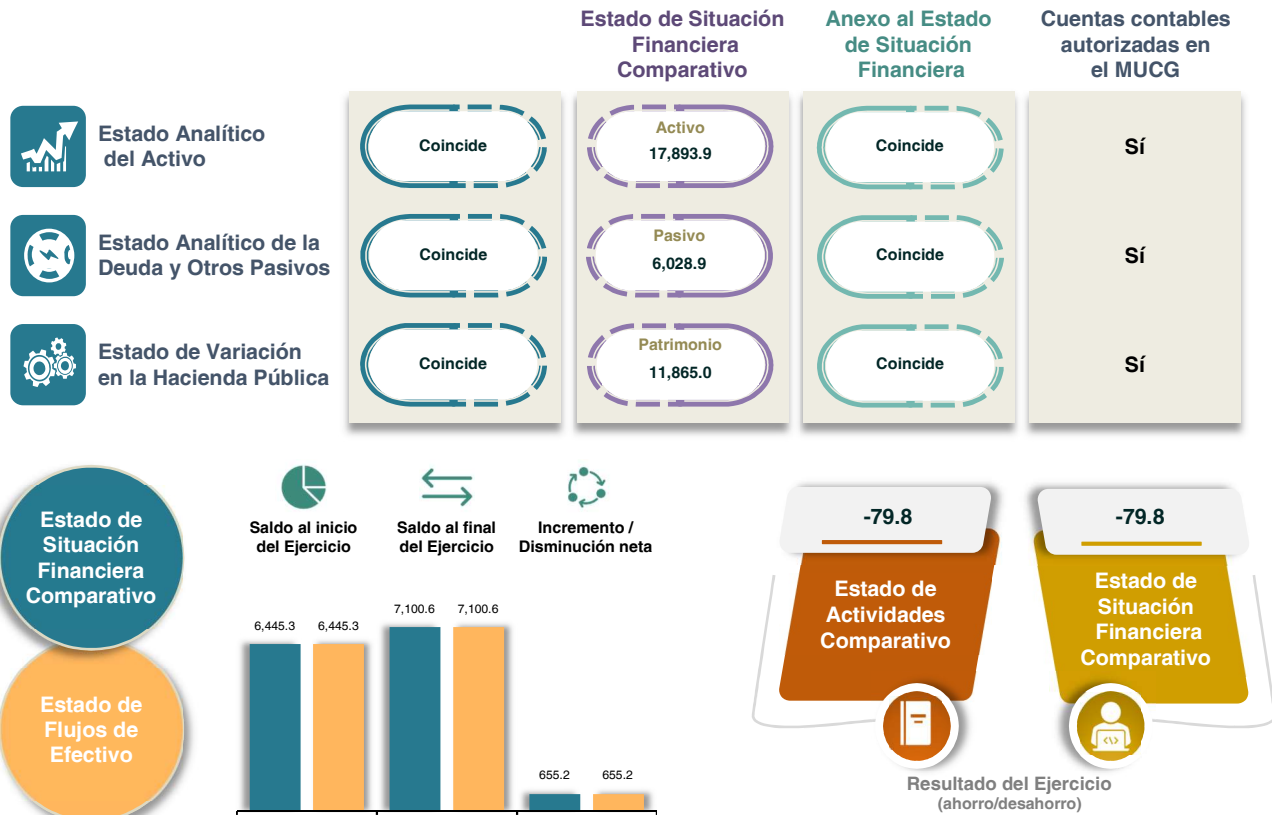 Estado de Situación
Financiera
Comparativo
Anexo al Estado
de Situación
Financiera
Cuentas contables
autorizadas en
el MUCG
Estado Analítico
del Activo
Coincide
Activo
17,893.9
Coincide
Sí
Estado Analítico de la
Deuda y Otros Pasivos
Coincide
Pasivo
6,028.9
Coincide
Sí
Estado de Variación
en la Hacienda Pública
Coincide
Patrimonio
11,865.0
Coincide
Sí
Estado de
Situación
Financiera
Comparativo
Estado de
Flujos de
Efectivo
Saldo al inicio
del Ejercicio
Saldo al final
del Ejercicio
Incremento /
Disminución neta
6,445.3
6,445.3
7,100.6
7,100.6
655.2
655.2
-79.8
Estado de
Actividades
Comparativo
-79.8
Estado de
Situación
Financiera
Comparativo
Resultado del Ejercicio
(ahorro/desahorro)